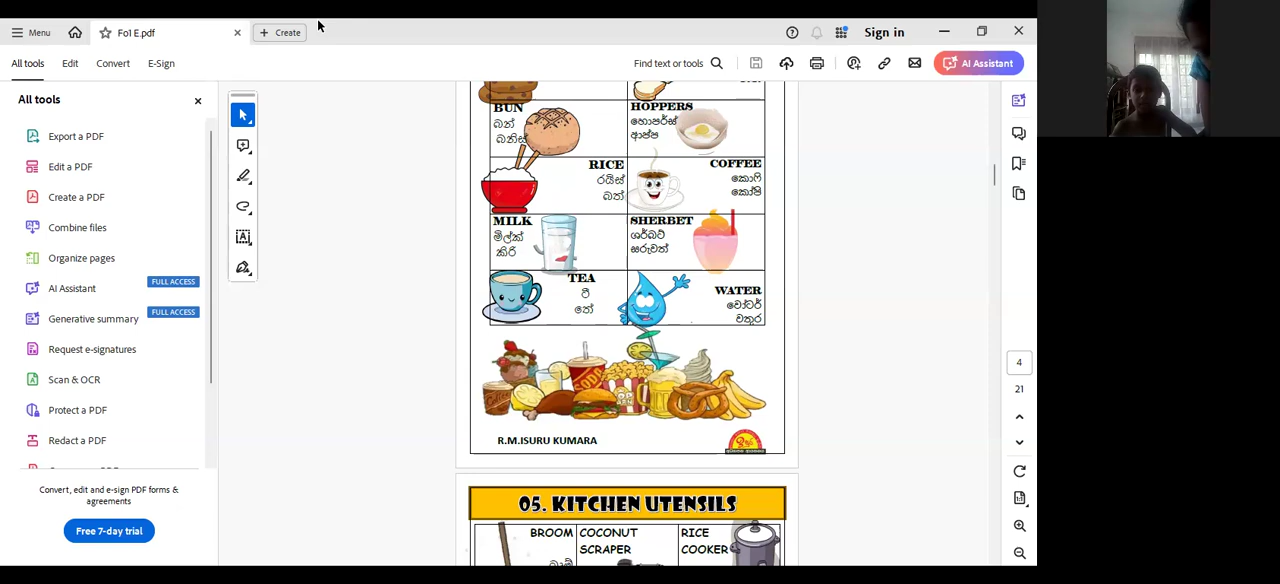 Menu
Fo1 E.pdf
Create
Sign in
All tools
Edit
Convert
E-Sign
Find text or tools
AI Assistant
All tools
Export a PDF
Edit a PDF
Create a PDF
Combine files
Organize pages
AI Assistant
FULL ACCESS
Generative summary
FULL ACCESS
Request e-signatures
Scan & OCR
Protect a PDF
Redact a PDF
Convert, edit and e-sign PDF forms &
agreements
Free 7-day trial
BUN
බන්
බනිස්
HOPPERS
හොපර්ස්
ආප්ප
RICE
රයිස්
බත්
COFFEE
කොෆි
කෝපි
MILK
මිල්ක්
කිරි
SHERBET
ශර්බට්
සරුවත්
TEA
ටී
තේ
WATER
වෝටර්
වතුර
Coffee
SODA
R.M.ISURU KUMARA
05. KITCHEN UTENSILS
BROOM
COCONUT
SCRAPER
RICE
COOKER
4
21